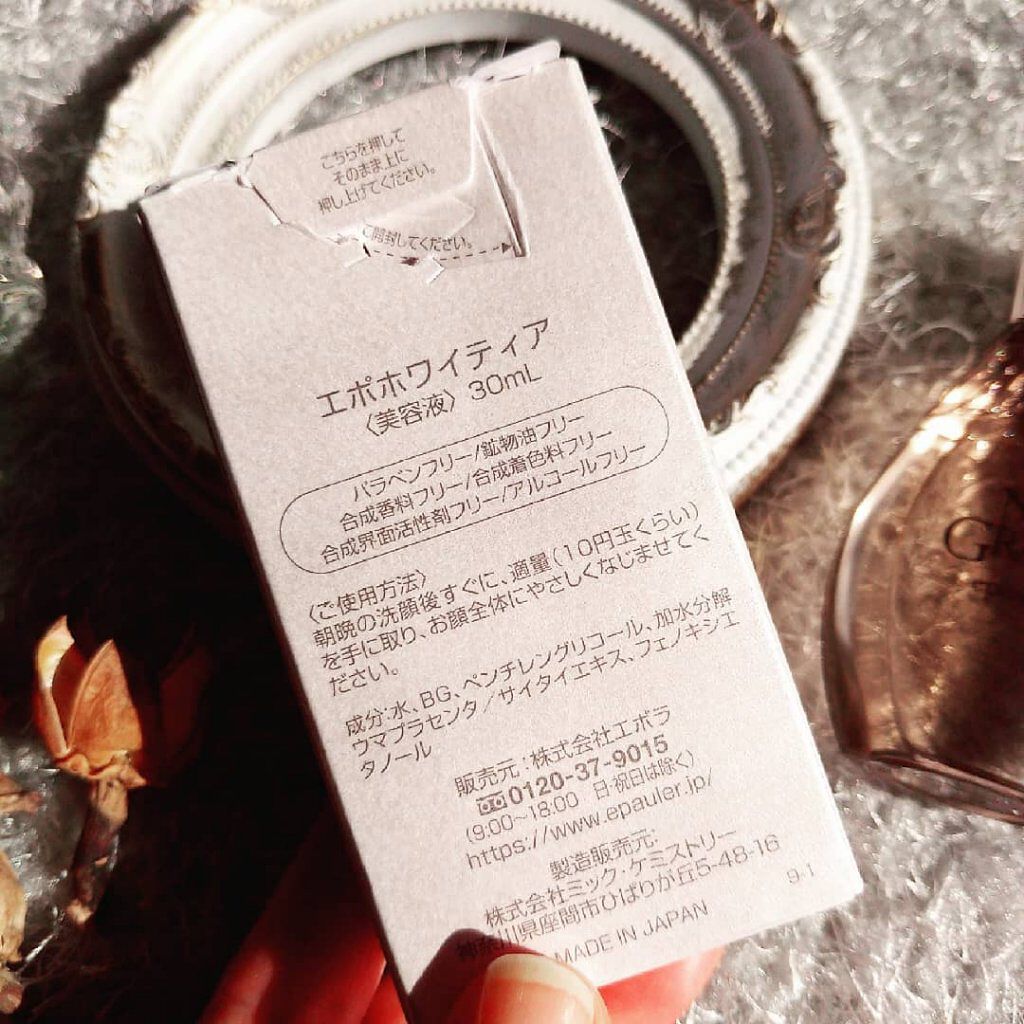 こちらを押して
そのまま上に
押し上げてください。
ご開封してください。
エポホワイティア
〈美容液〉 30mL
パラベンフリー/鉱物油フリー
合成香料フリー/合成着色料フリー
合成界面活性剤フリー/アルコールフリー
〈ご使用方法〉
朝晩の洗顔後すぐに、適量(10円玉くらい)
を手に取り、お顔全体にやさしくなじませてく
ださい。
成分:水、BG、ペンチレングリコール、加水分解
ウマプラセンタ/サイタイエキス、フェノキシエ
タノール
販売元:株式会社エポラ
0120-37-9015
(9:00~18:00 日・祝日は除く)
https://www.epauler.jp/
製造販売元:
株式会社ミック・ケミストリー
神奈川県座間市ひばりが丘5-48-16
MADE IN JAPAN
9-1